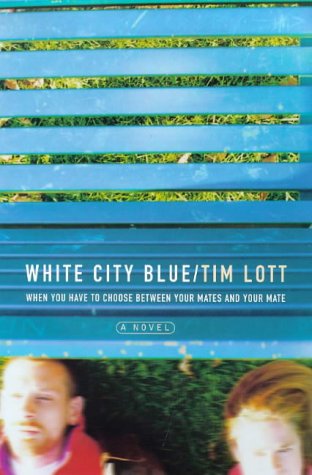 WHITE CITY BLUE/TIM LOTT
WHEN YOU HAVE TO CHOOSE BETWEEN YOUR MATES AND YOUR MATE
A NOVEL